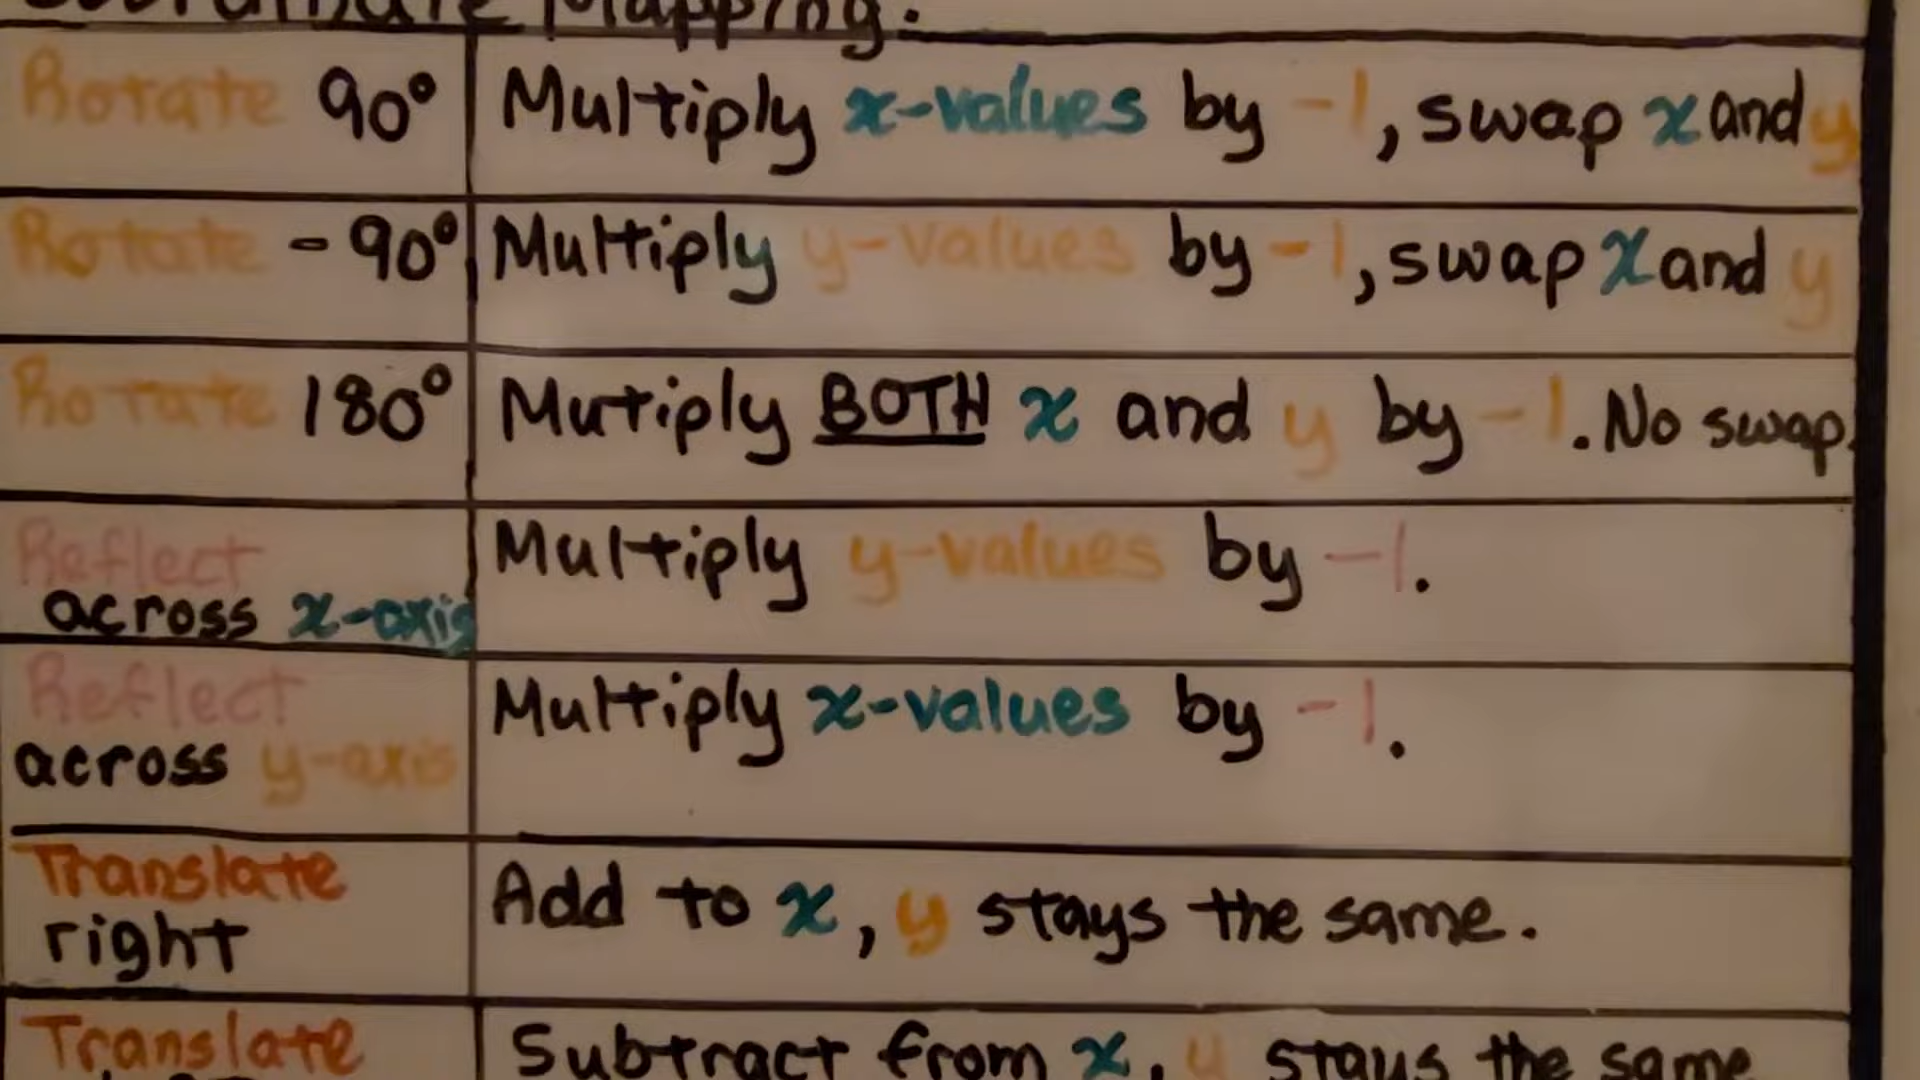 Coordinate Mapping:
Rotate 90° Multiply x-values by -1, swap x and y
Rotate -90° Multiply y-values by -1, swap x and y
Rotate 180° Mutiply BOTH x and y by -1. No swap.
Reflect
across x-axis
Multiply y-values by -1.
Reflect
across y-axis
Multiply x-values by -1.
Translate
right
Add to x, y stays the same.
Translate
Subtract from x, y stays the same